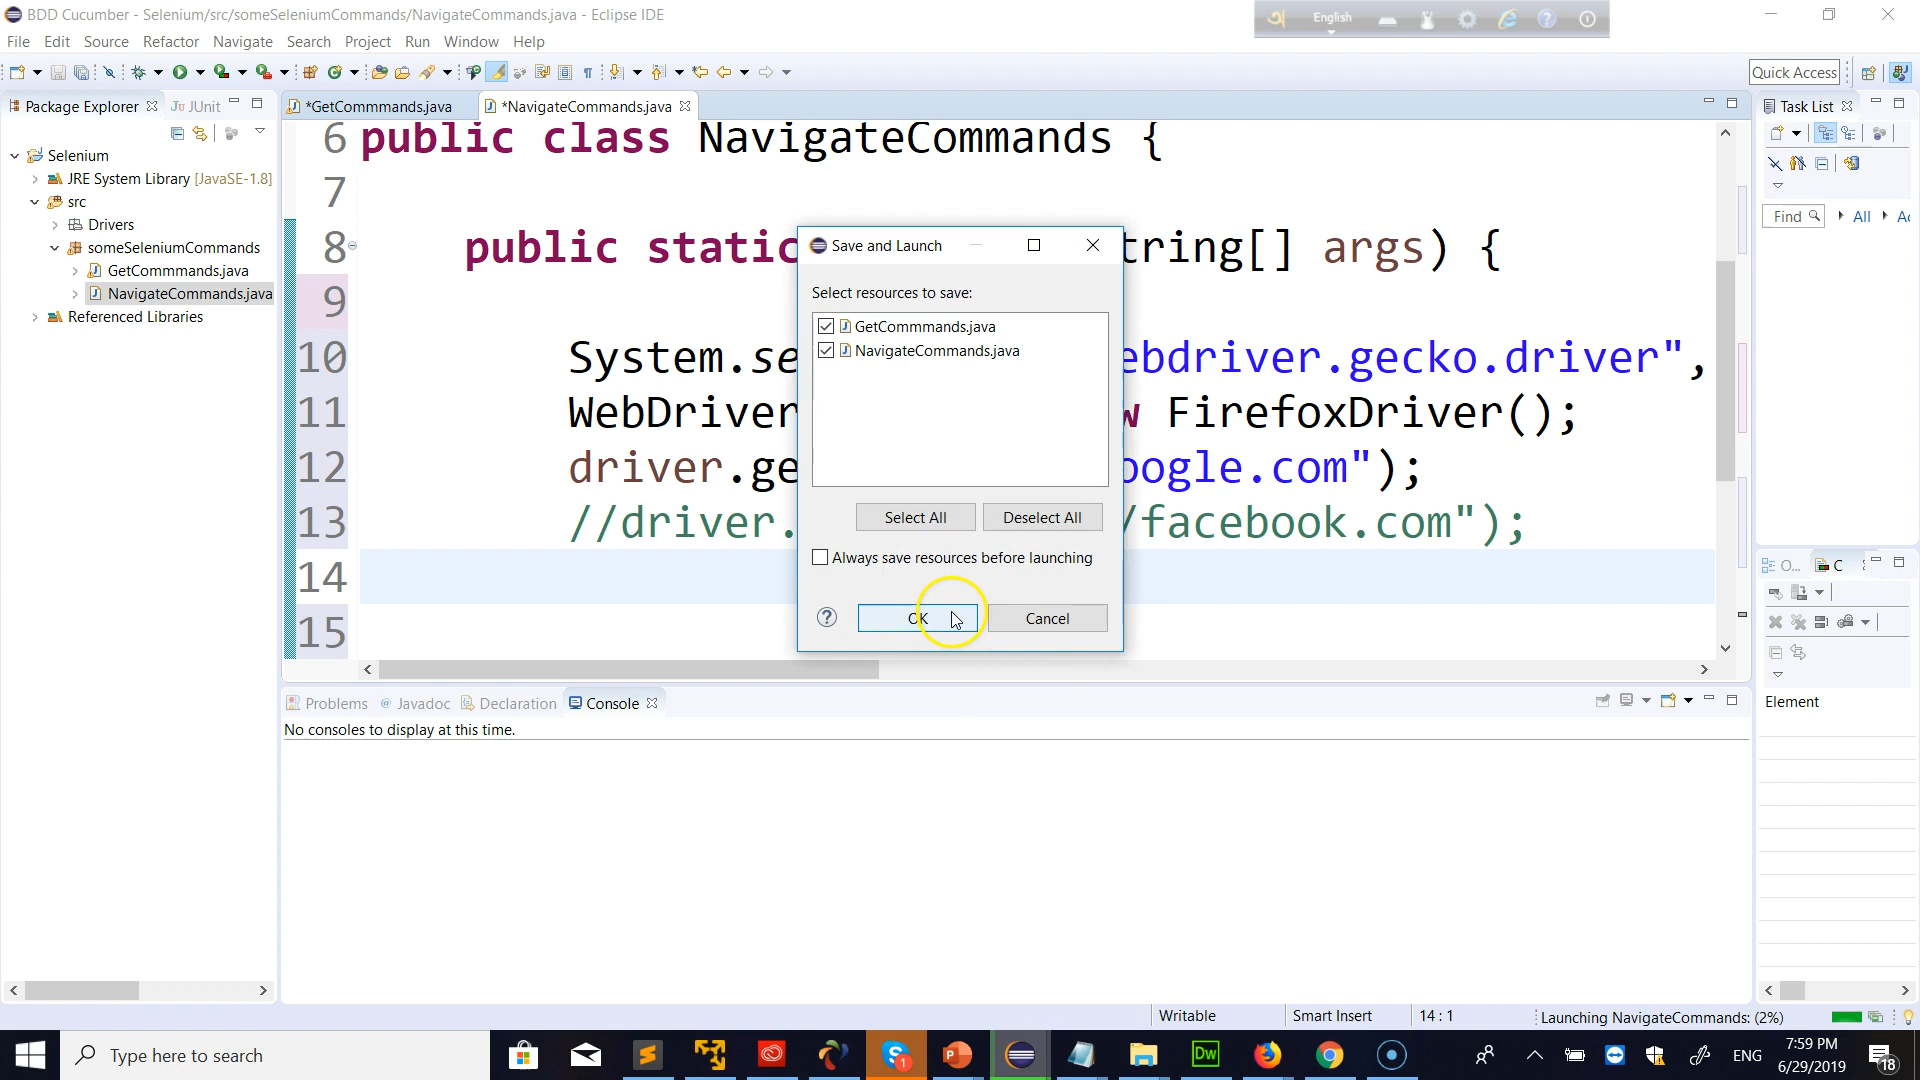 BDD Cucumber - Selenium/src/someSeleniumCommands/NavigateCommands.java - Eclipse IDE
English
File Edit Source Refactor Navigate Search Project Run Window Help
Quick Access
Package Explorer
JUnit
*GetCommmands.java
*NavigateCommands.java
Task List
Selenium
JRE System Library [JavaSE-1.8]
src
Drivers
someSeleniumCommands
GetCommmands.java
NavigateCommands.java
Referenced Libraries
6 public class NavigateCommands {
7
8 public static tring[] args) {
9
10 System.se ebdriver.gecko.driver",
11 WebDriver w FirefoxDriver();
12 driver.ge oogle.com");
13 //driver. /facebook.com");
14
15
Save and Launch
Select resources to save:
GetCommmands.java
NavigateCommands.java
Select All Deselect All
Always save resources before launching
OK Cancel
Find All Ac
O... C
Element
Problems @ Javadoc Declaration Console
No consoles to display at this time.
Writable Smart Insert 14 : 1 Launching NavigateCommands: (2%)
Type here to search
ENG
7:59 PM
6/29/2019
18